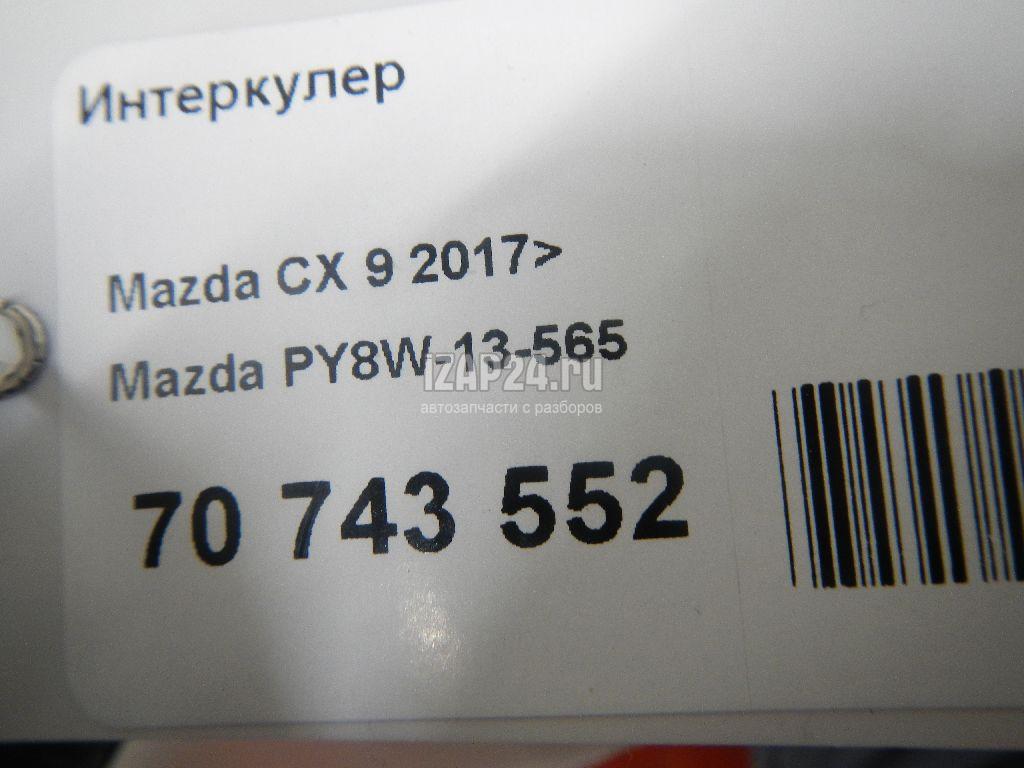 Интеркулер
Mazda CX 9 2017>
Mazda PY8W-13-565
iZAP24.ru
автозапчасти с разборов
70 743 552